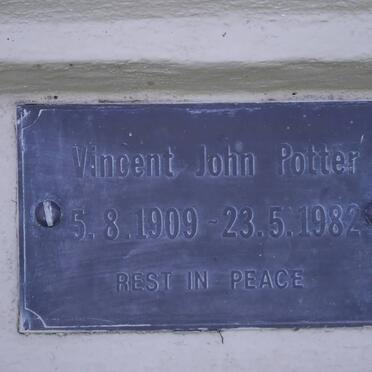 Vincent John Potter
5.8.1909 - 23.5.1982
REST IN PEACE